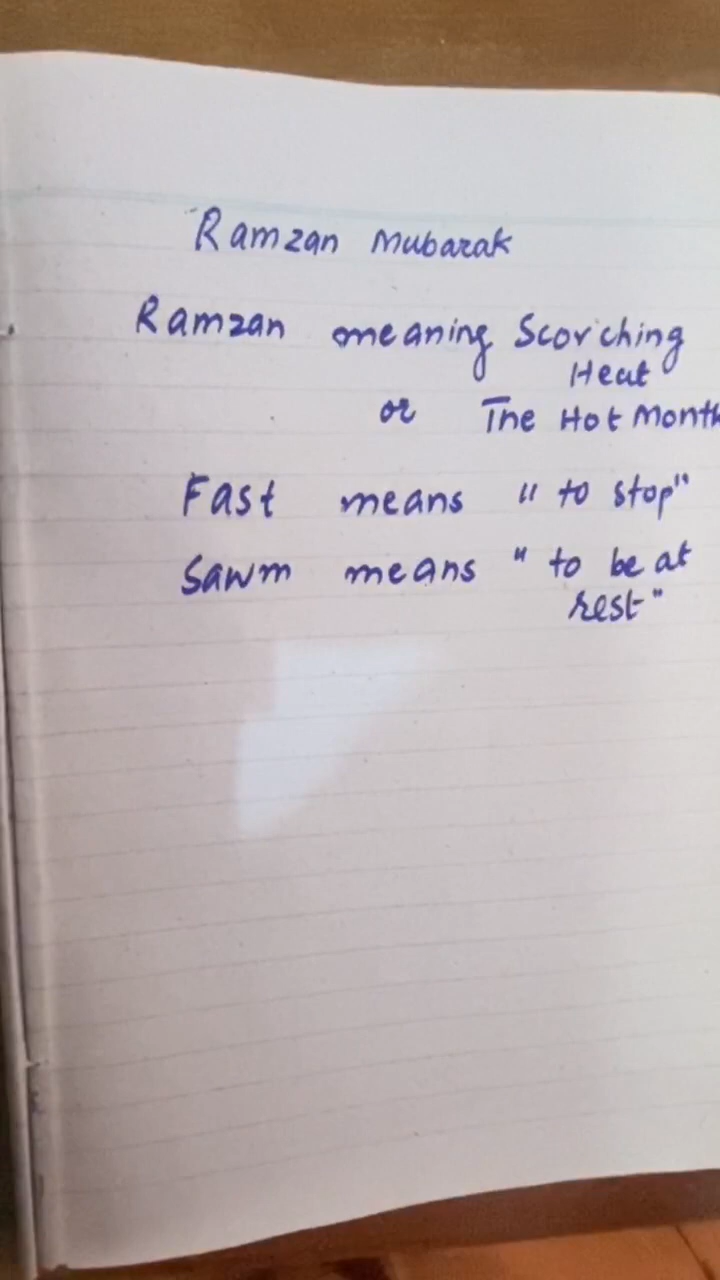 Ramzan Mubarak
Ramzan meaning Scorching
Heat
or The Hot Month
Fast means "to stop"
Sawm means "to be at
rest"